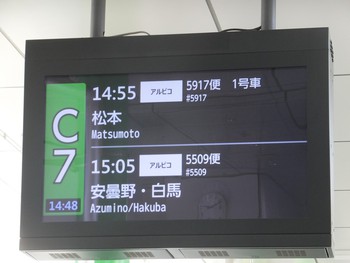 C
7
14:48
14:55 アルピコ 5917便 1号車
#5917
松本
Matsumoto
15:05 アルピコ 5509便
#5509
安曇野・白馬
Azumino/Hakuba